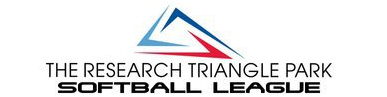 THE RESEARCH TRIANGLE PARK
SOFTBALL LEAGUE